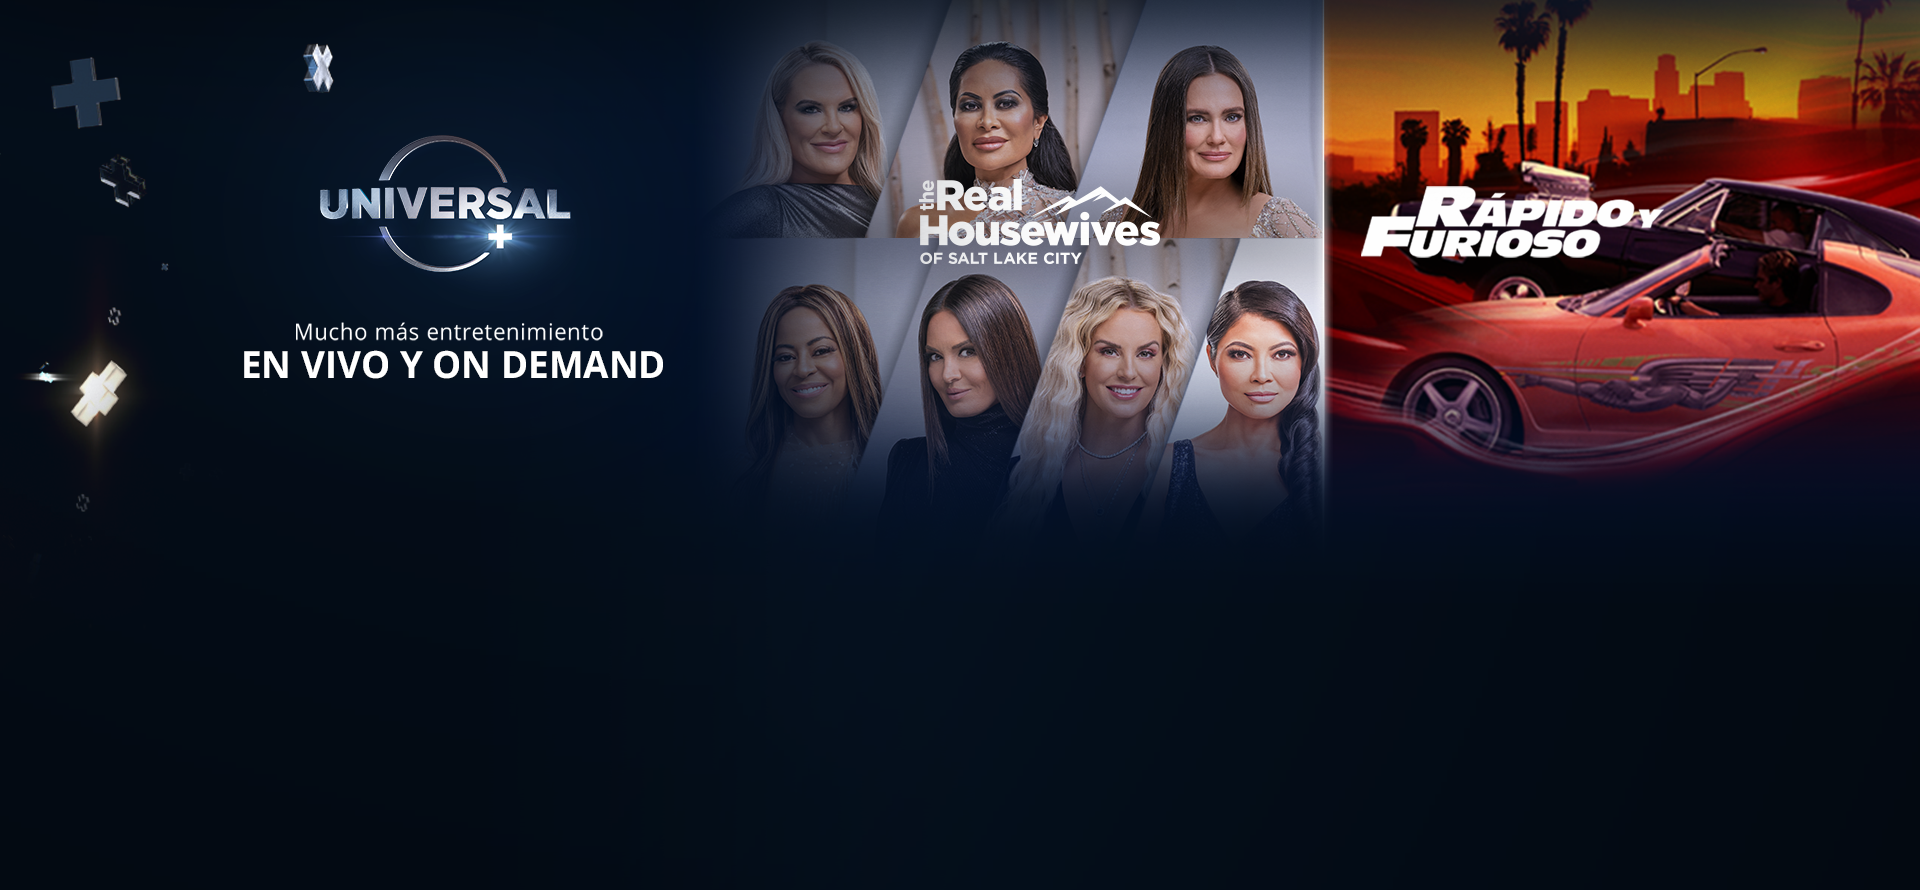 UNIVERSAL
+
Mucho más entretenimiento
EN VIVO Y ON DEMAND
the Real
Housewives
OF SALT LAKE CITY
RÁPIDO Y
FURIOSO